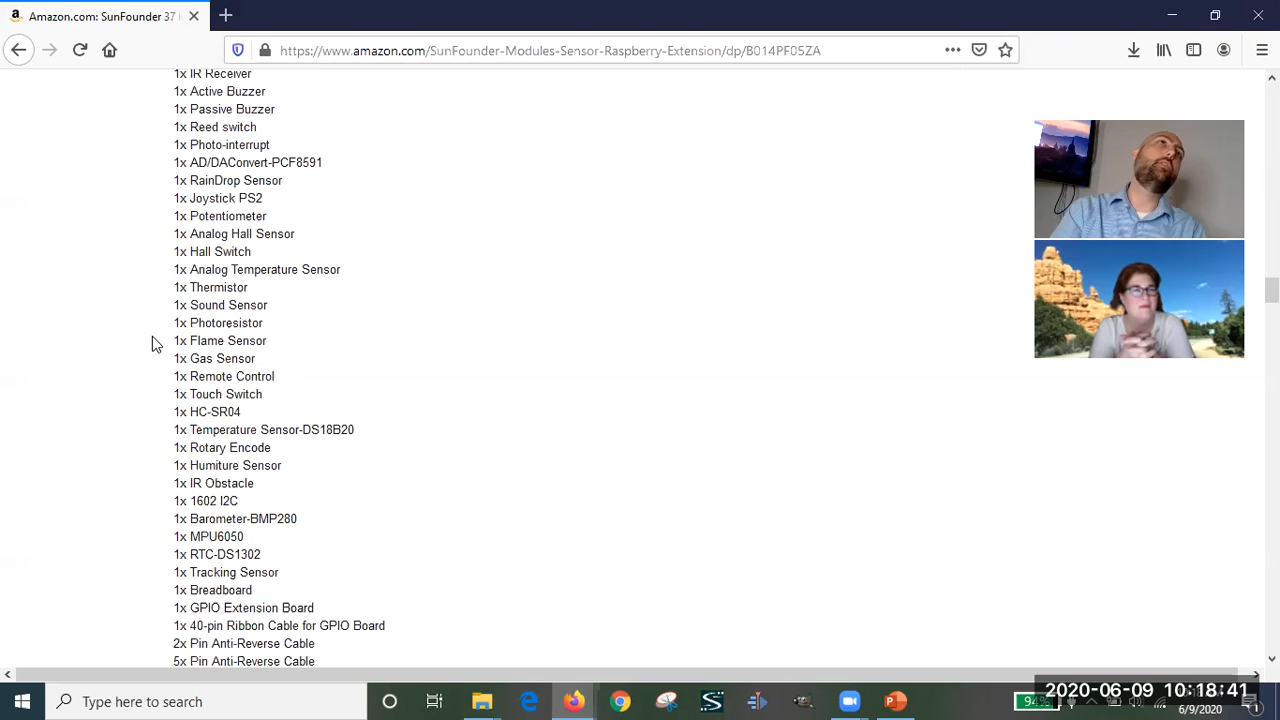 Amazon.com: SunFounder 37
https://www.amazon.com/SunFounder-Modules-Sensor-Raspberry-Extension/dp/B014PF05ZA
1x IR Receiver
1x Active Buzzer
1x Passive Buzzer
1x Reed switch
1x Photo-interrupt
1x AD/DAConvert-PCF8591
1x RainDrop Sensor
1x Joystick PS2
1x Potentiometer
1x Analog Hall Sensor
1x Hall Switch
1x Analog Temperature Sensor
1x Thermistor
1x Sound Sensor
1x Photoresistor
1x Flame Sensor
1x Gas Sensor
1x Remote Control
1x Touch Switch
1x HC-SR04
1x Temperature Sensor-DS18B20
1x Rotary Encode
1x Humiture Sensor
1x IR Obstacle
1x 1602 I2C
1x Barometer-BMP280
1x MPU6050
1x RTC-DS1302
1x Tracking Sensor
1x Breadboard
1x GPIO Extension Board
1x 40-pin Ribbon Cable for GPIO Board
2x Pin Anti-Reverse Cable
5x Pin Anti-Reverse Cable
Type here to search
94%
2020-06-09 10:18:41
6/9/2020